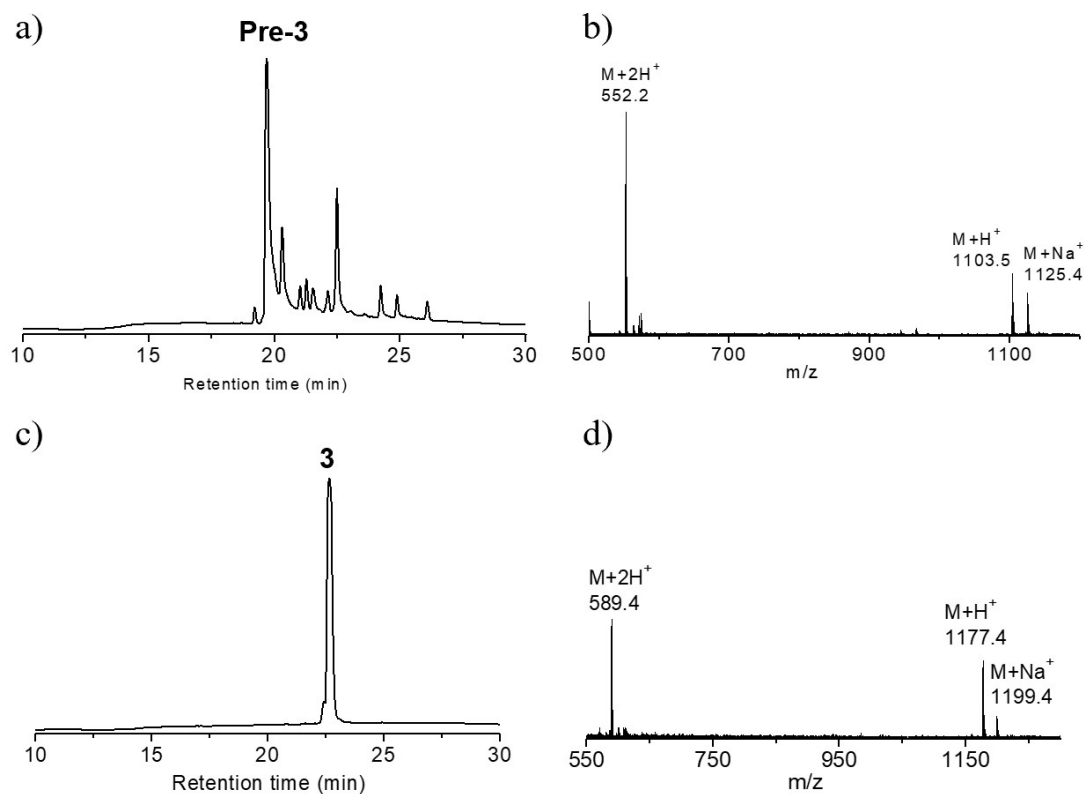 a)
Pre-3
10 15 20 25 30
Retention time (min)
b)
M+2H⁺
552.2
M+H⁺
1103.5
M+Na⁺
1125.4
500 700 900 1100
m/z
c)
3
10 15 20 25 30
Retention time (min)
d)
M+2H⁺
589.4
M+H⁺
1177.4
M+Na⁺
1199.4
550 750 950 1150
m/z